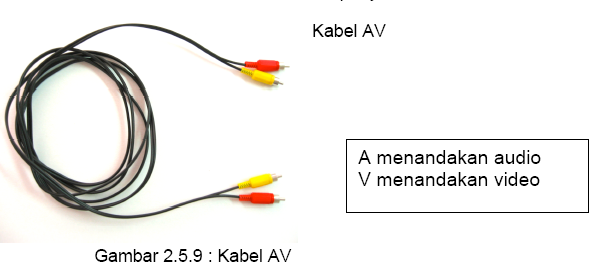 Kabel AV
A menandakan audio
V menandakan video
Gambar 2.5.9 : Kabel AV